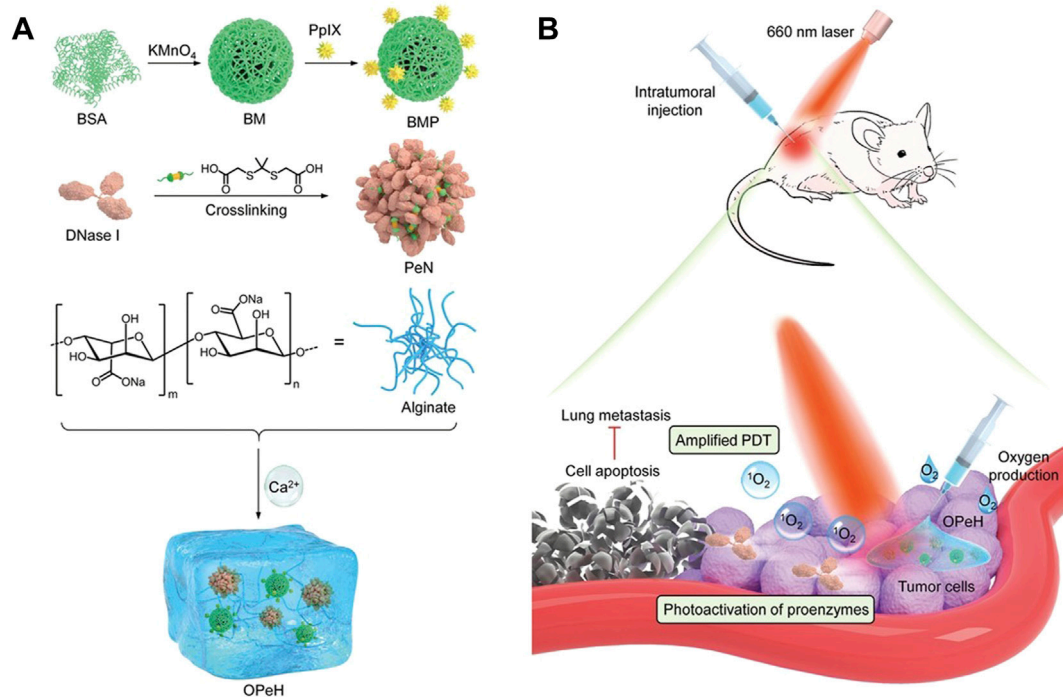 A
KMnO₄
PpIX
BSA
BM
BMP
HO
O
S
S
O
OH
Crosslinking
DNase I
PeN
OH
O
HO
O
ONa
O
m
ONa
O
OH
O
HO
O
n
=
Alginate
Ca²⁺
OPeH
B
660 nm laser
Intratumoral
injection
Lung metastasis
Amplified PDT
Cell apoptosis
¹O₂
¹O₂
¹O₂
O₂
O₂
Oxygen
production
OPeH
Tumor cells
Photoactivation of proenzymes